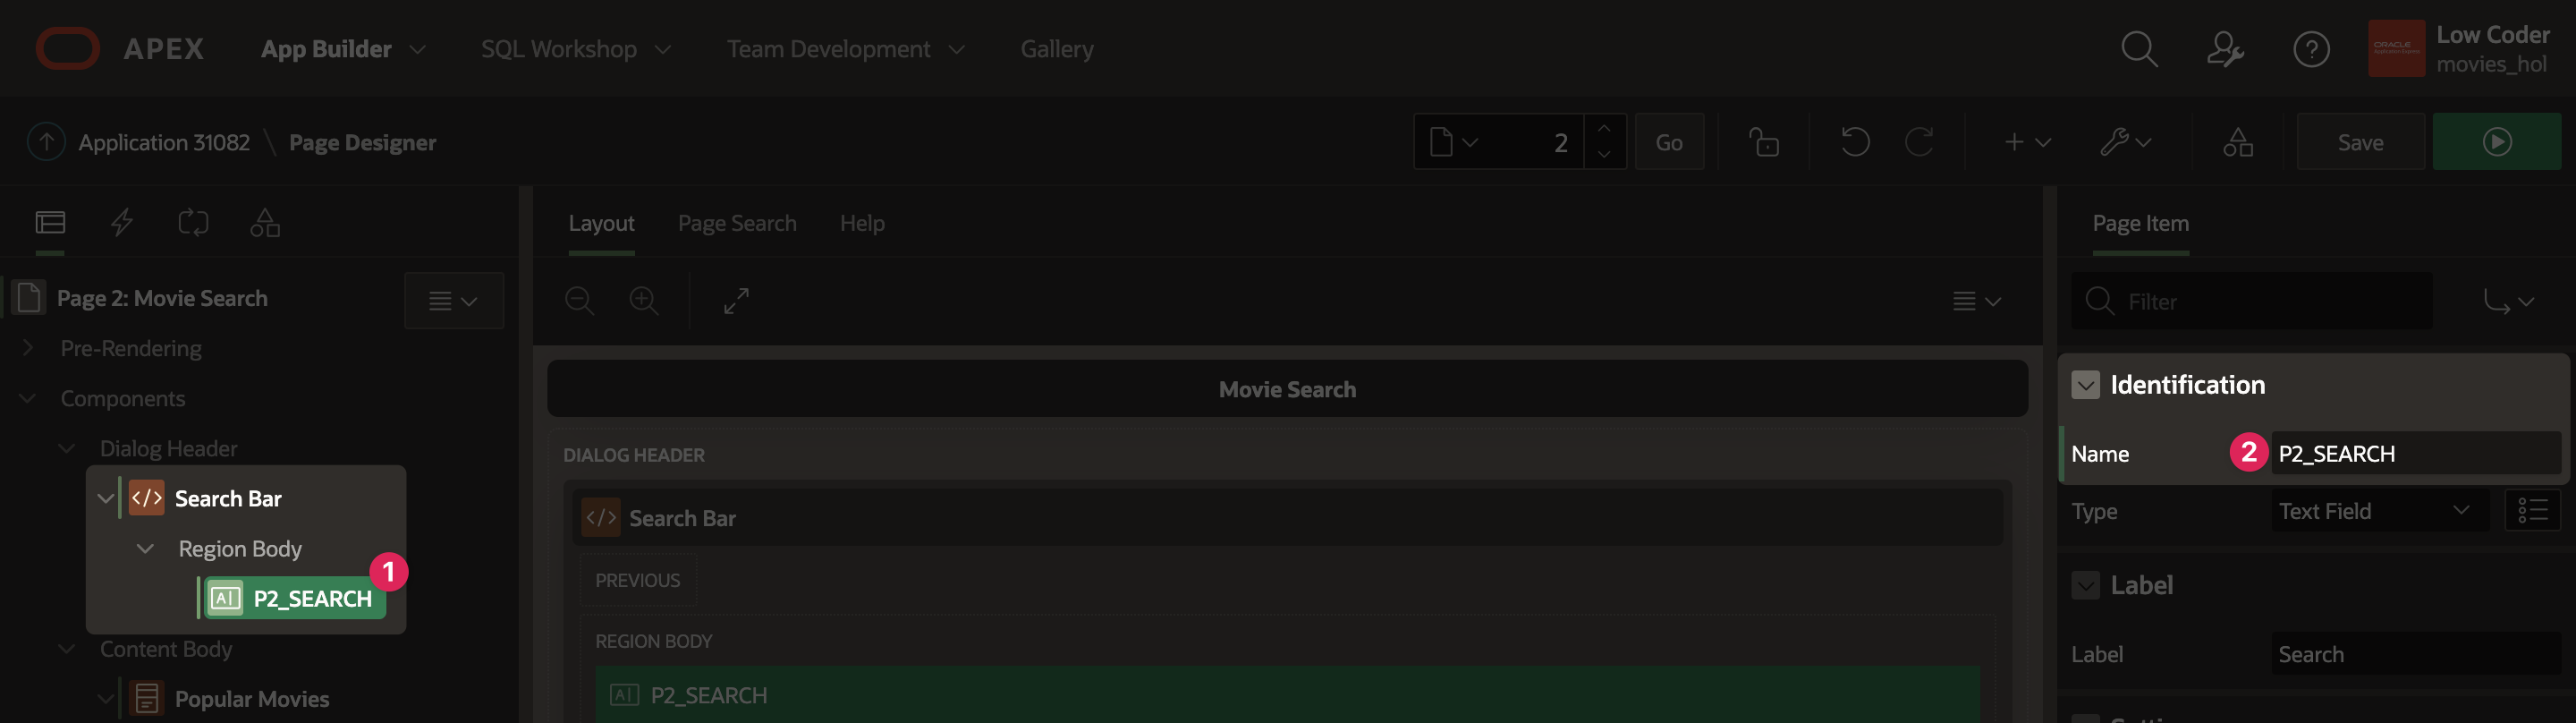 APEX
App Builder
SQL Workshop
Team Development
Gallery
ORACLE
Low Coder
movies_hol
Application 31082 \ Page Designer
2
Go
Save
Layout
Page Search
Help
Page Item
Page 2: Movie Search
Filter
Pre-Rendering
Components
Dialog Header
Search Bar
Region Body
1
P2_SEARCH
Content Body
Popular Movies
Movie Search
DIALOG HEADER
</> Search Bar
PREVIOUS
REGION BODY
A| P2_SEARCH
Identification
Name
2
P2_SEARCH
Type
Text Field
Label
Label
Search